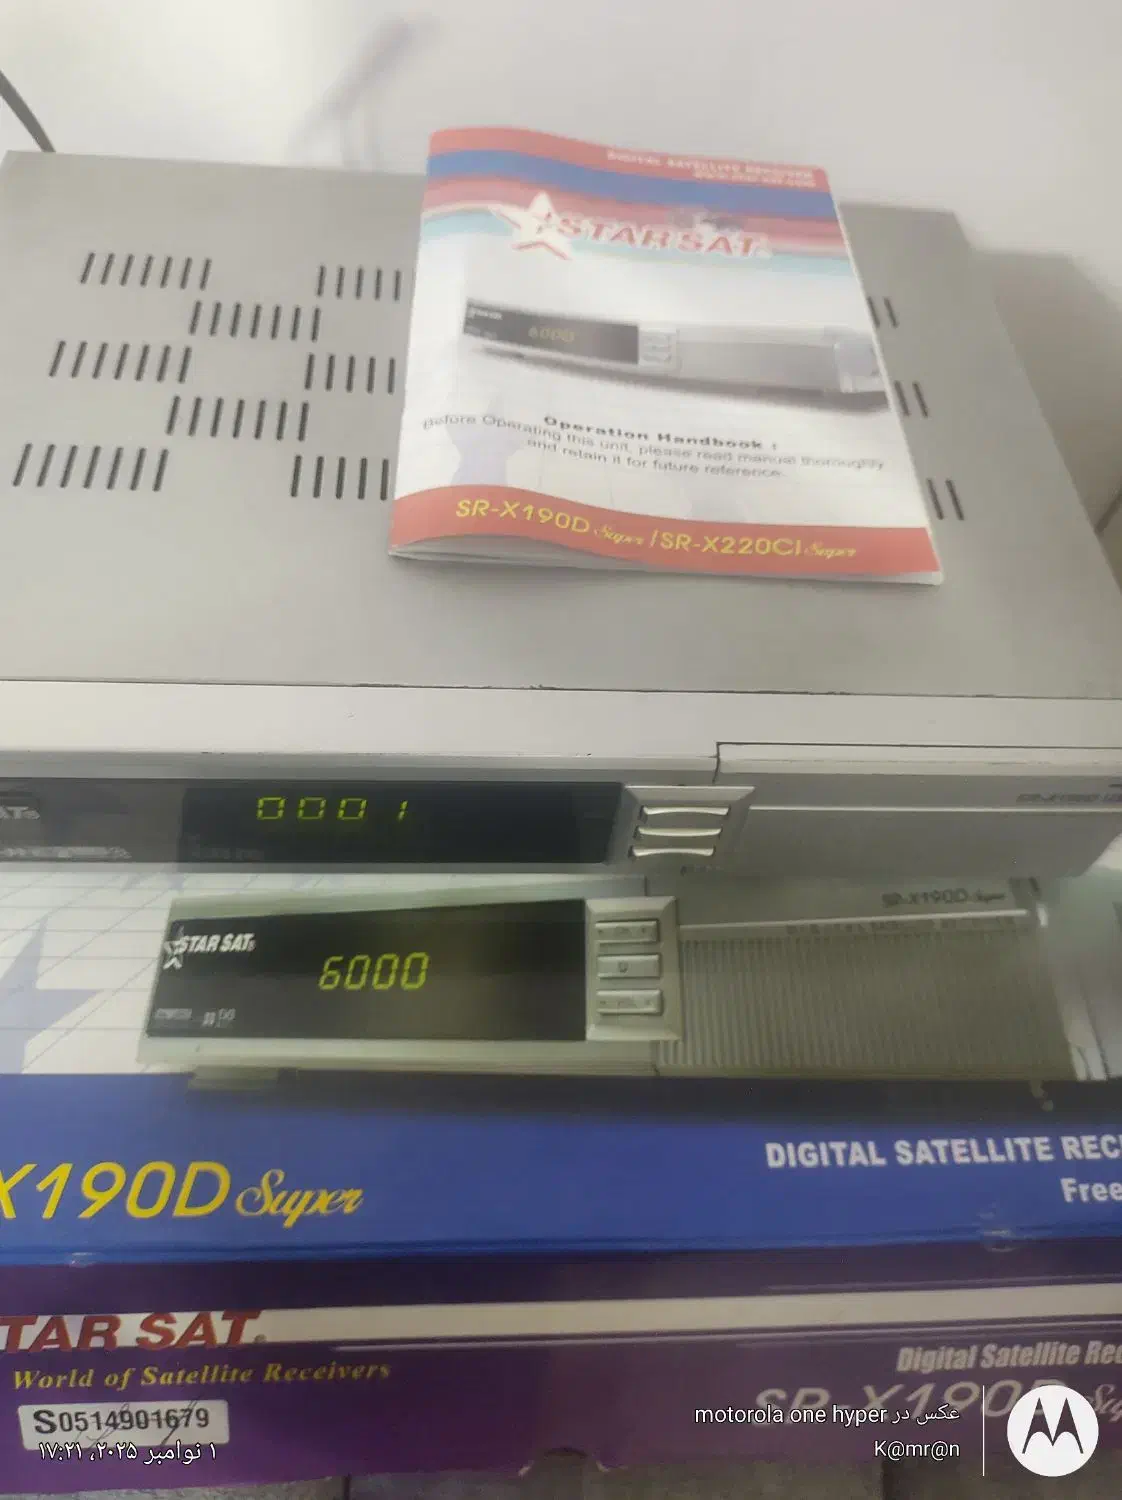 DIGITAL SATELLITE RECEIVER
STAR SAT
6000
Operation Handbook :
Before Operating this unit, please read manual thoroughly
and retain it for future reference.
SR-X190D Super / SR-X220CI Super
0001
SR-X190D Super
STAR SAT
6000
X190D Super
DIGITAL SATELLITE REC
Free
TAR SAT
World of Satellite Receivers
Digital Satellite Rec
SR-X190D Su
S0514901679
۱ نوامبر ۲۰۲۵، ۱۷:۲۱
عکس در motorola one hyper
K@mr@n